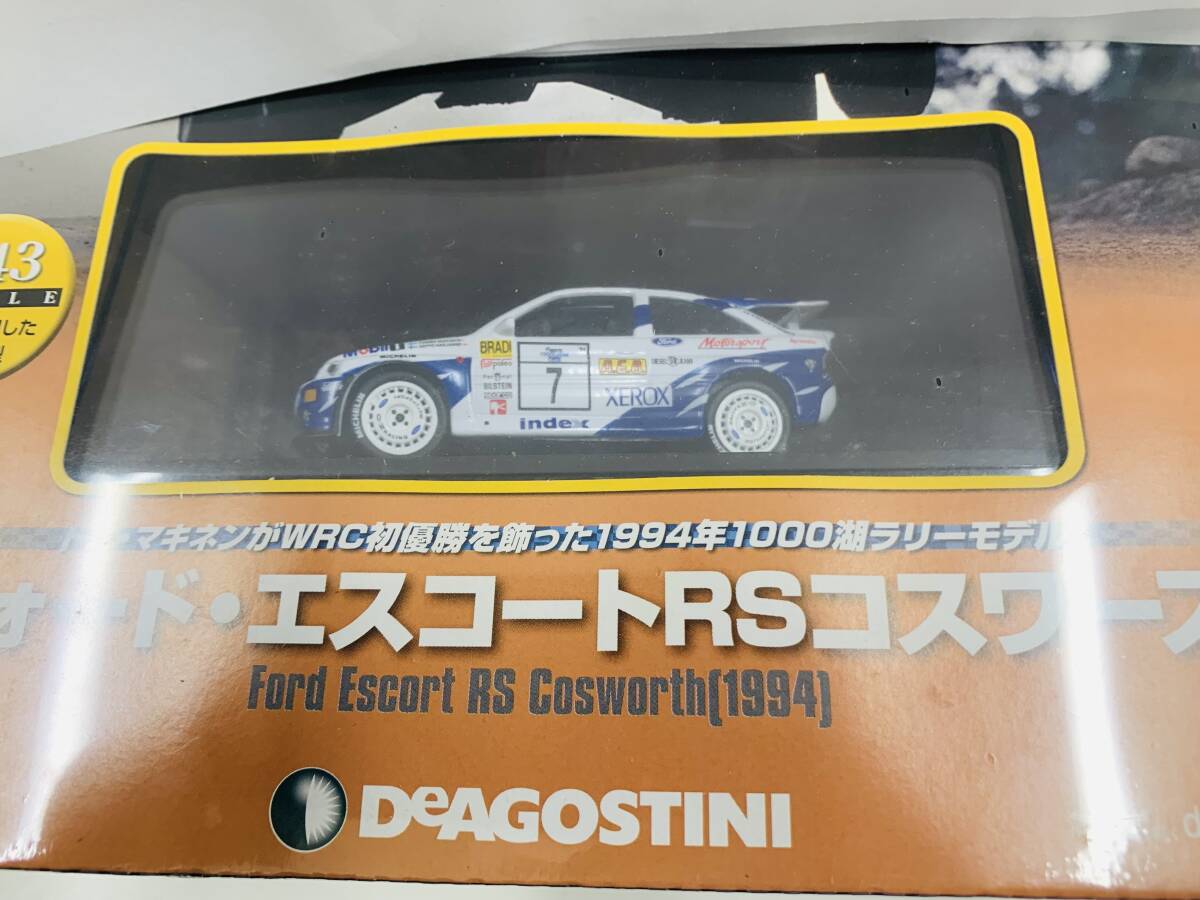 43
LE
した
MICHELIN
BRADI
7
BILSTEIN
MICHELIN
index
XEROX
Ford
Motorsport
マキネンがWRC初優勝を飾った1994年1000湖ラリーモデル
ォード・エスコートRSコスワース
Ford Escort RS Cosworth(1994)
DeAGOSTINI